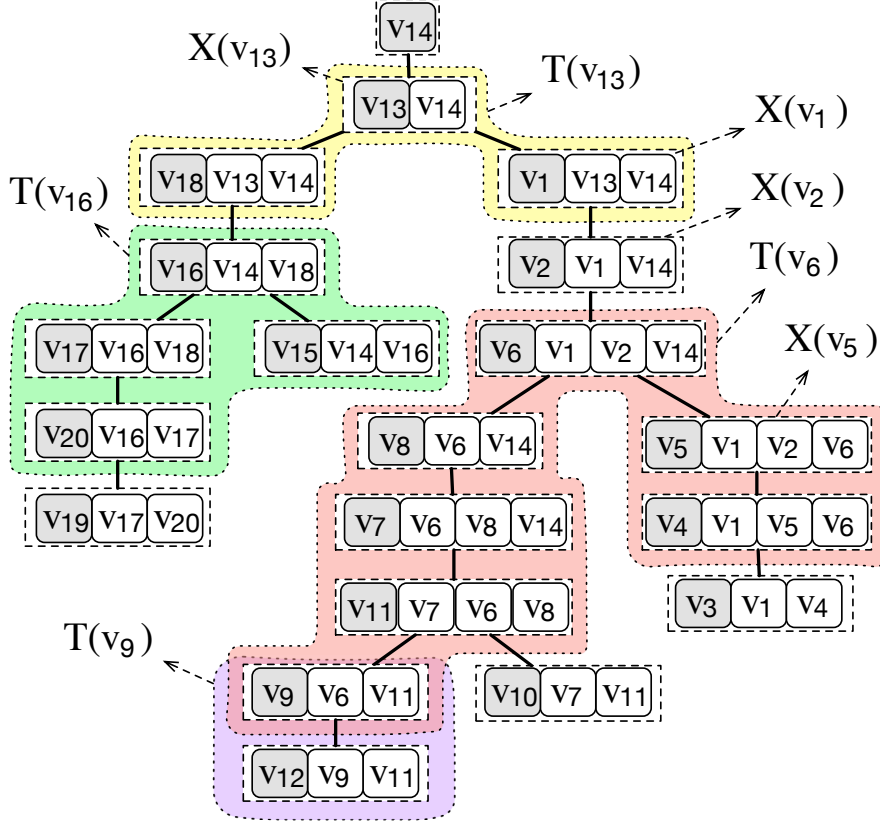 v14
X(v13)
T(v13)
v13 v14
X(v1)
v18 v13 v14
v1 v13 v14
T(v16)
X(v2)
v16 v14 v18
v2 v1 v14
T(v6)
v17 v16 v18
v15 v14 v16
v6 v1 v2 v14
X(v5)
v20 v16 v17
v8 v6 v14
v5 v1 v2 v6
v19 v17 v20
v7 v6 v8 v14
v4 v1 v5 v6
v11 v7 v6 v8
v3 v1 v4
T(v9)
v9 v6 v11
v10 v7 v11
v12 v9 v11